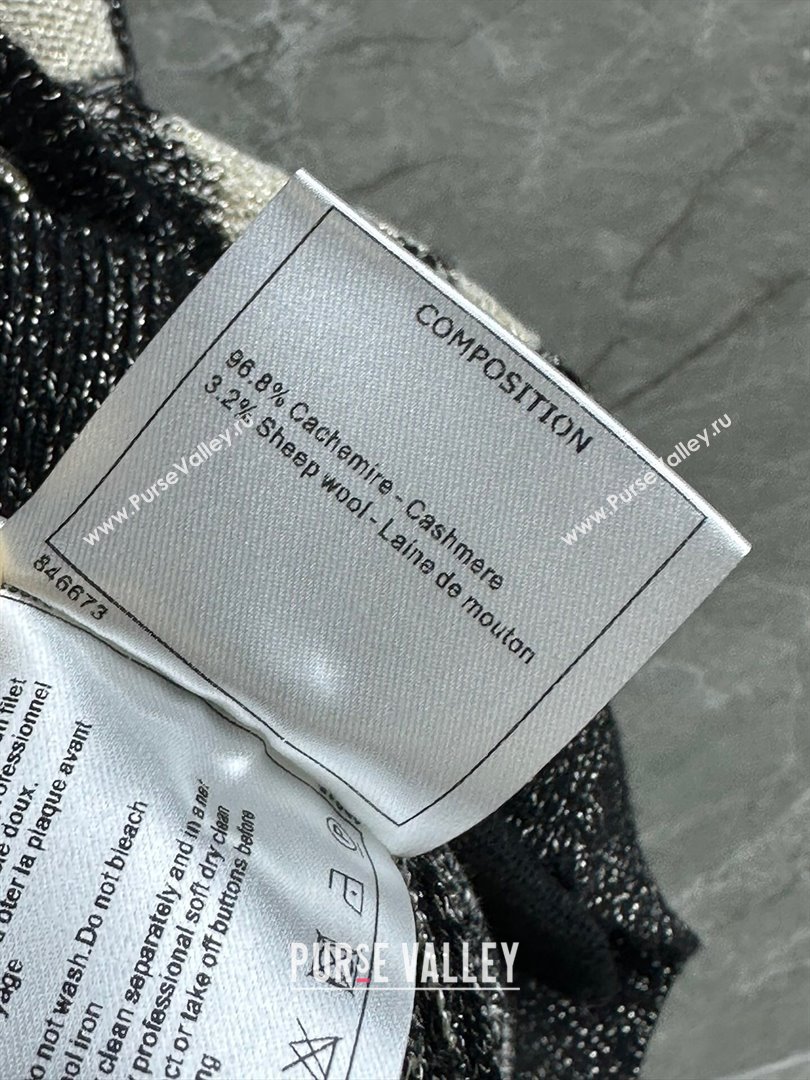 COMPOSITION
96.8% Cachemire - Cashmere
3.2% Sheep wool - Laine de mouton
846673
www.PurseValley.ru
www.PurseValley.ru
filet
professionnel
doux.
ôter la plaque avant
not wash. Do not bleach
iron
clean separately and in a net
professional soft dry clean
or take off buttons before
P
PURSE VALLEY